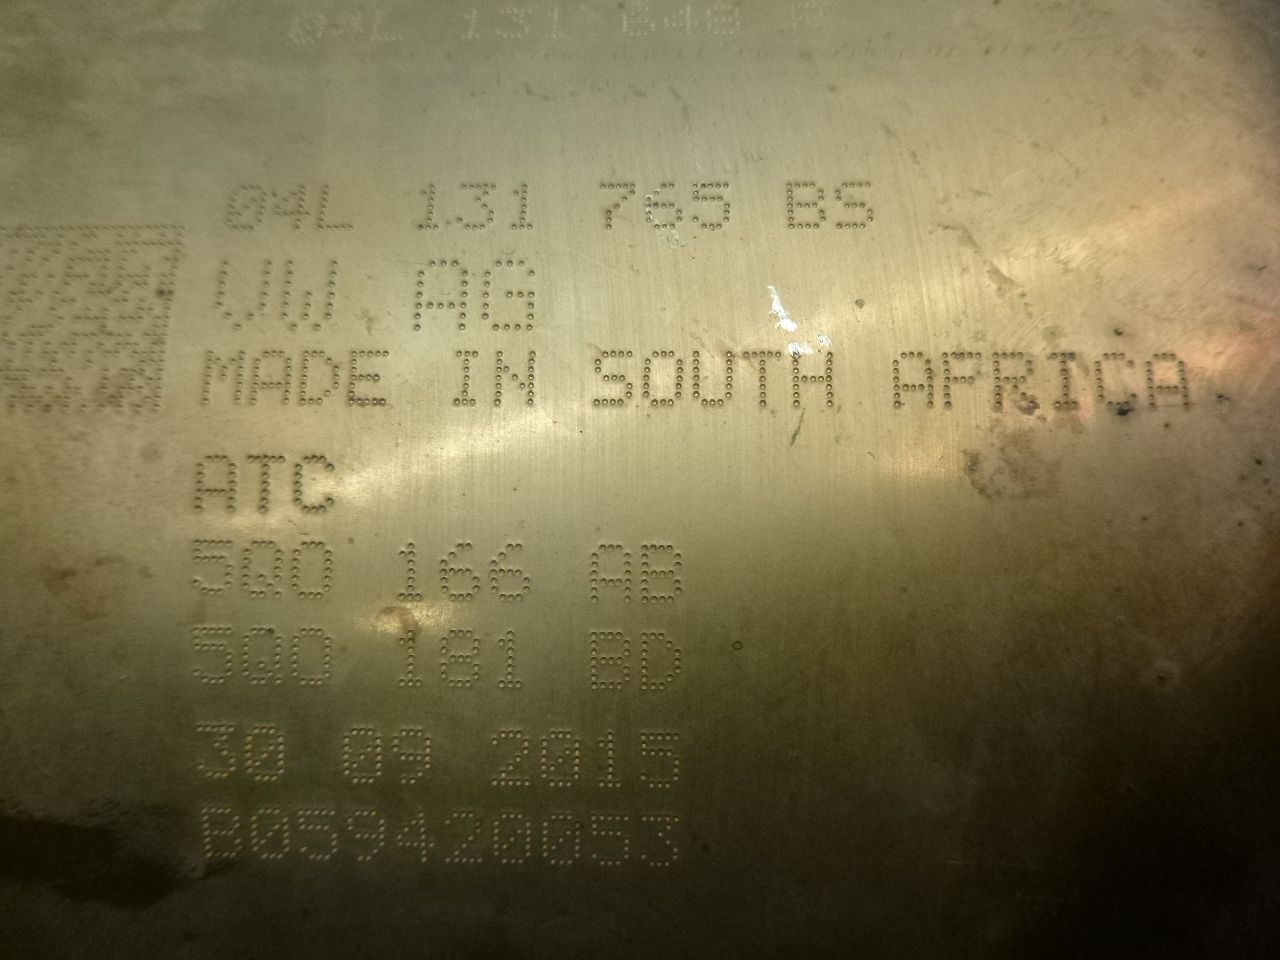 04L 131 765 BS
VW AG
MADE IN SOUTH AFRICA
ATC
5Q0 166 AB
5Q0 181 BD
30 09 2015
B059420053